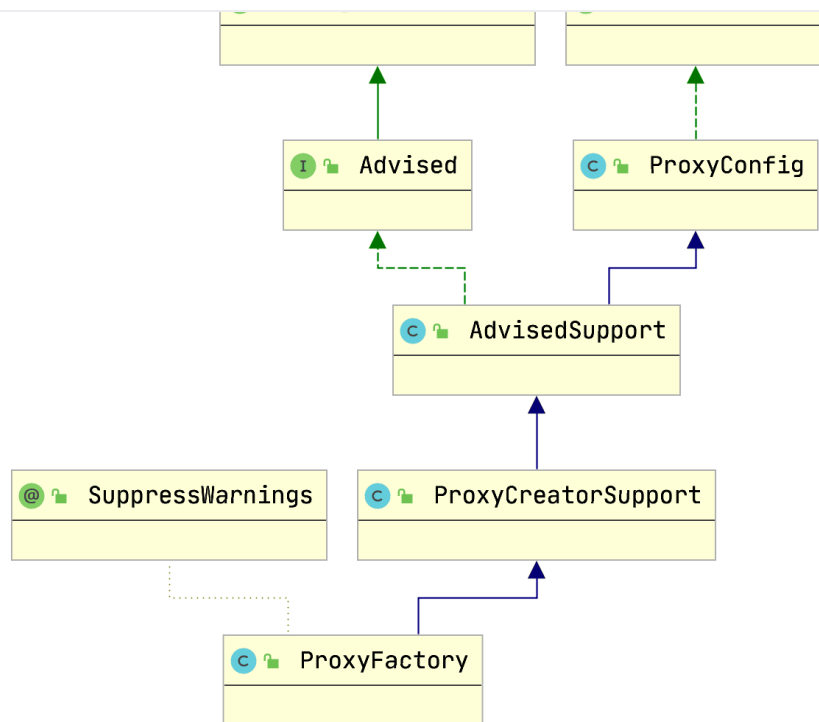 I Advised
C ProxyConfig
C AdvisedSupport
@ SuppressWarnings
C ProxyCreatorSupport
C ProxyFactory